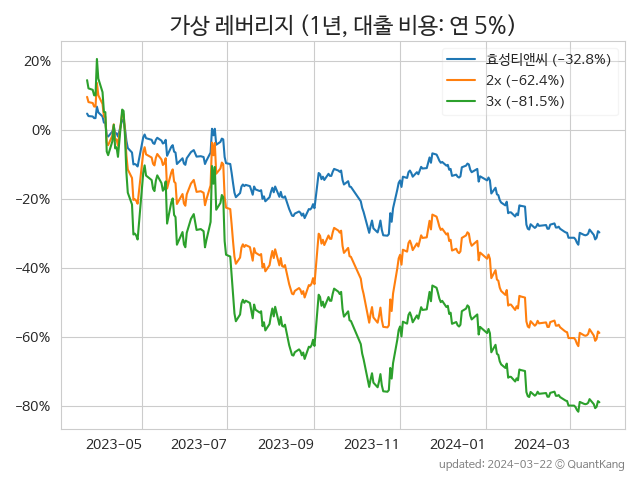 가상 레버리지 (1년, 대출 비용: 연 5%)
효성티앤씨 (−32.8%)
2x (−62.4%)
3x (−81.5%)
20%
0%
−20%
−40%
−60%
−80%
2023-05
2023-07
2023-09
2023-11
2024-01
2024-03
updated: 2024-03-22 © QuantKang